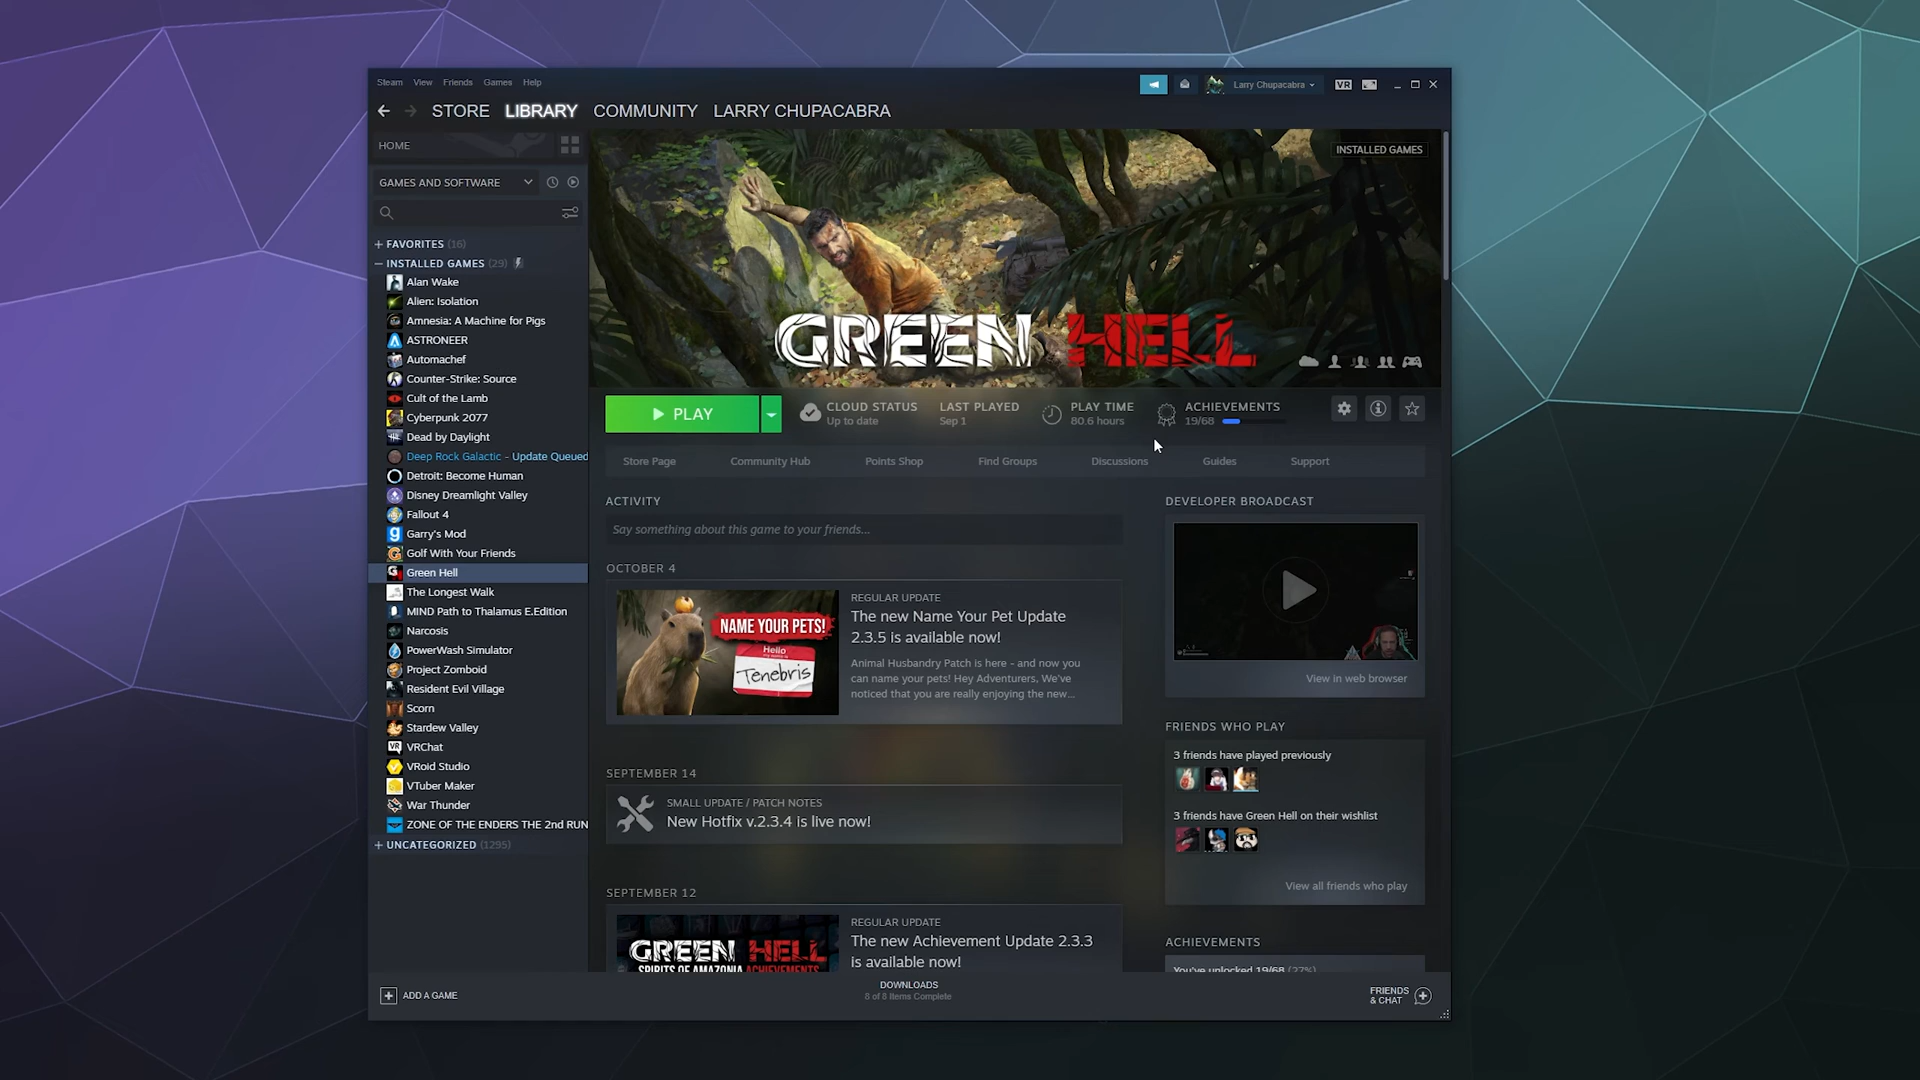 Steam View Friends Games Help
Larry Chupacabra
VR
STORE LIBRARY COMMUNITY LARRY CHUPACABRA
HOME
GAMES AND SOFTWARE
+ FAVORITES (16)
− INSTALLED GAMES (29)
Alan Wake
Alien: Isolation
Amnesia: A Machine for Pigs
ASTRONEER
Automachef
Counter-Strike: Source
Cult of the Lamb
Cyberpunk 2077
Dead by Daylight
Deep Rock Galactic - Update Queued
Detroit: Become Human
Disney Dreamlight Valley
Fallout 4
Garry's Mod
Golf With Your Friends
Green Hell
The Longest Walk
MIND Path to Thalamus E.Edition
Narcosis
PowerWash Simulator
Project Zomboid
Resident Evil Village
Scorn
Stardew Valley
VRChat
VRoid Studio
VTuber Maker
War Thunder
ZONE OF THE ENDERS THE 2nd RUN
+ UNCATEGORIZED (1295)
INSTALLED GAMES
GREEN HELL
PLAY
CLOUD STATUS
Up to date
LAST PLAYED
Sep 1
PLAY TIME
80.6 hours
ACHIEVEMENTS
19/68
Store Page
Community Hub
Points Shop
Find Groups
Discussions
Guides
Support
ACTIVITY
Say something about this game to your friends...
OCTOBER 4
NAME YOUR PETS!
Hello
Tenebris
REGULAR UPDATE
The new Name Your Pet Update
2.3.5 is available now!
Animal Husbandry Patch is here - and now you
can name your pets! Hey Adventurers, We've
noticed that you are really enjoying the new...
SEPTEMBER 14
SMALL UPDATE / PATCH NOTES
New Hotfix v.2.3.4 is live now!
SEPTEMBER 12
GREEN HELL
SPIRITS OF AMAZONIA ACHIEVEMENTS
REGULAR UPDATE
The new Achievement Update 2.3.3
is available now!
DEVELOPER BROADCAST
View in web browser
FRIENDS WHO PLAY
3 friends have played previously
3 friends have Green Hell on their wishlist
View all friends who play
ACHIEVEMENTS
You've unlocked 19/68 (27%)
ADD A GAME
DOWNLOADS
8 of 8 Items Complete
FRIENDS
& CHAT